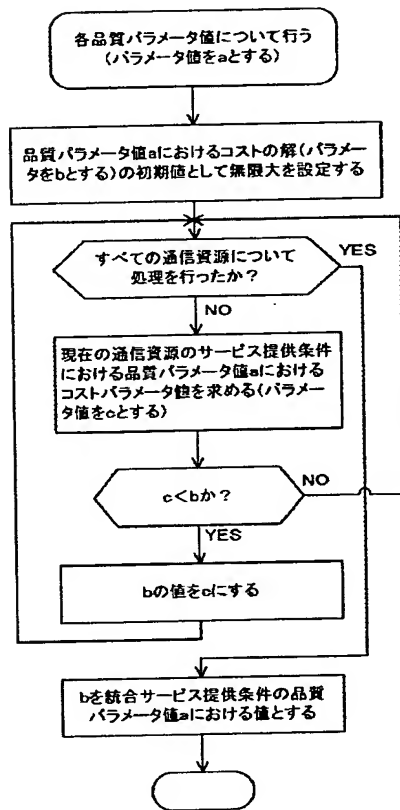 各品質パラメータ値について行う
(パラメータ値をaとする)
品質パラメータ値aにおけるコストの解(パラメー
タをbとする)の初期値として無限大を設定する
すべての通信資源について
処理を行ったか?
YES
NO
現在の通信資源のサービス提供条件
における品質パラメータ値aにおける
コストパラメータ値を求める(パラメー
タ値をcとする)
c<bか?
NO
YES
bの値をcにする
bを統合サービス提供条件の品質
パラメータ値aにおける値とする